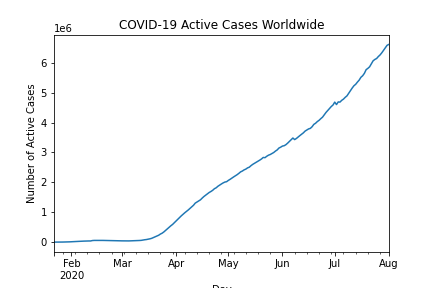 COVID-19 Active Cases Worldwide
1e6
6
5
4
3
2
1
0
Number of Active Cases
Feb
2020
Mar
Apr
May
Jun
Jul
Aug